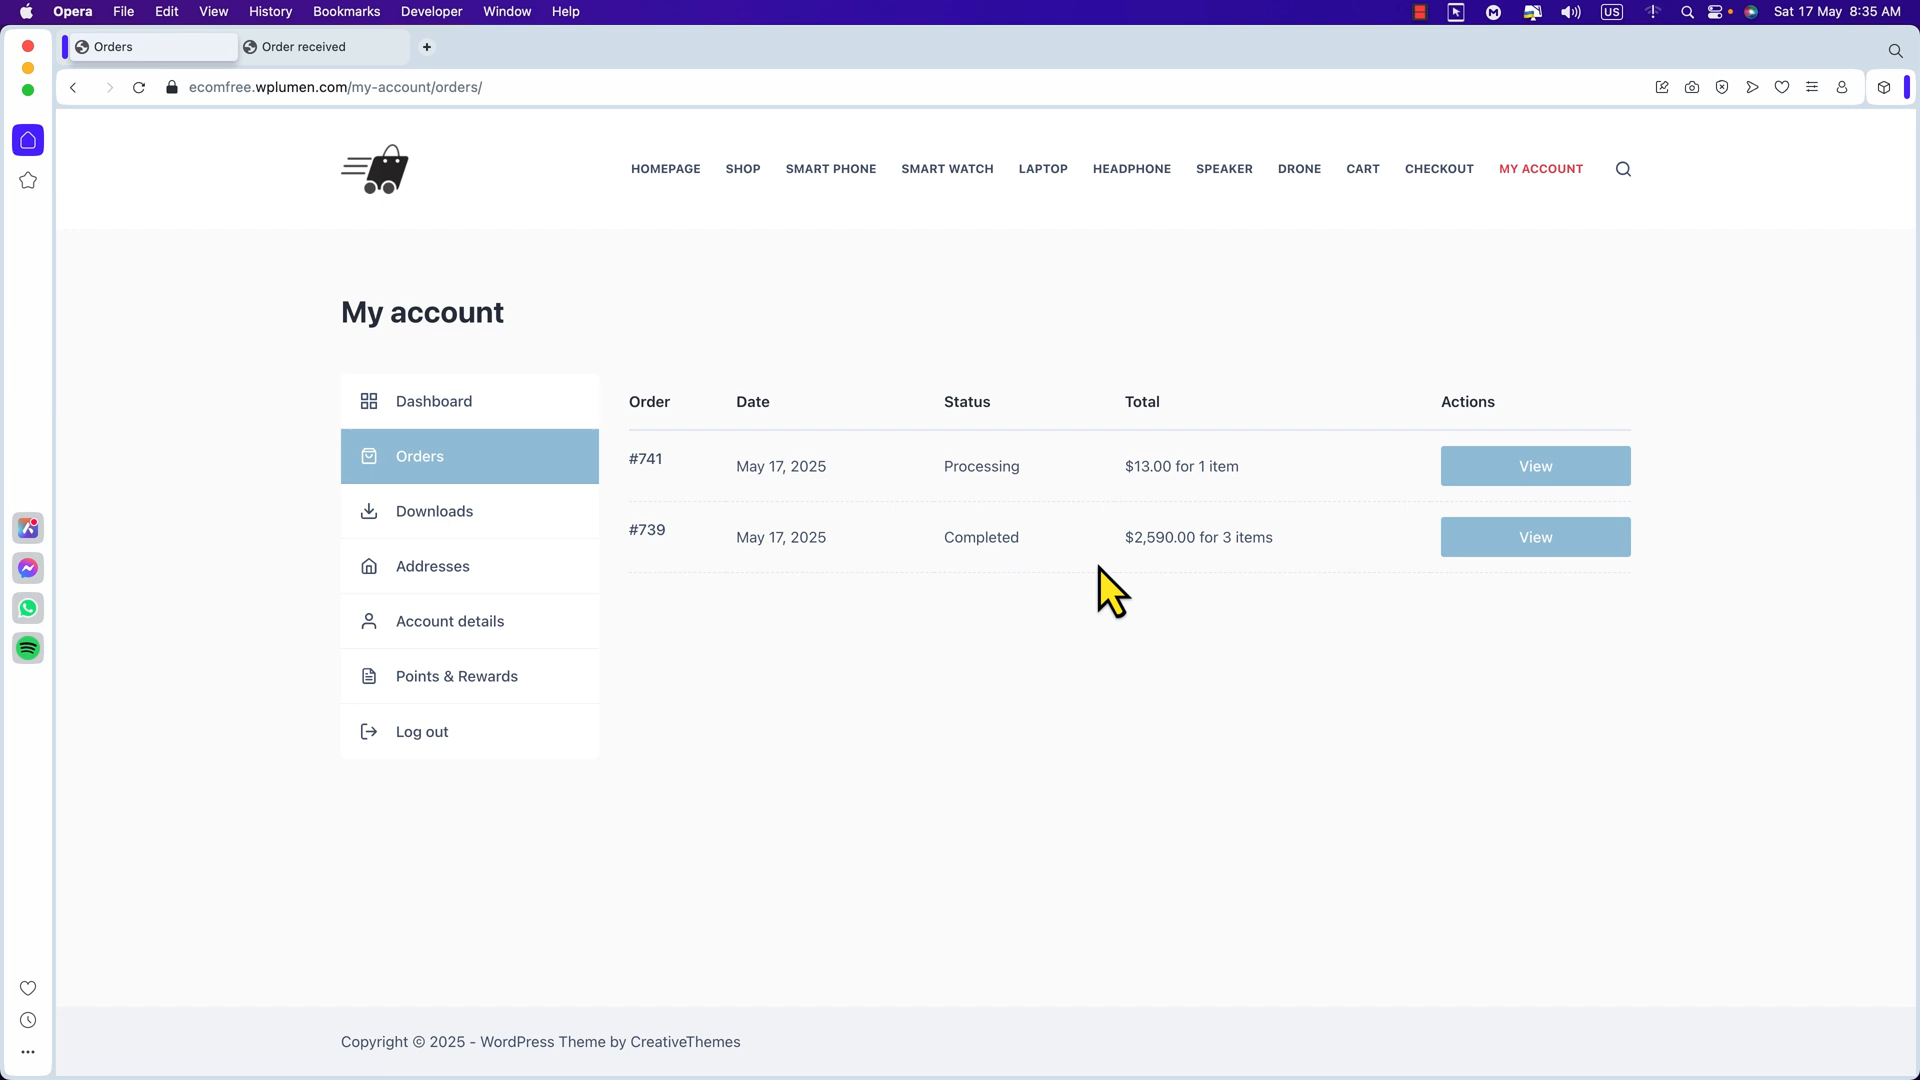 Opera File Edit View History Bookmarks Developer Window Help US Sat 17 May 8:35 AM
Orders Order received
ecomfree.wplumen.com/my-account/orders/
HOMEPAGE SHOP SMART PHONE SMART WATCH LAPTOP HEADPHONE SPEAKER DRONE CART CHECKOUT MY ACCOUNT
My account
Dashboard
Orders
Downloads
Addresses
Account details
Points & Rewards
Log out
Order Date Status Total Actions
#741 May 17, 2025 Processing $13.00 for 1 item View
#739 May 17, 2025 Completed $2,590.00 for 3 items View
Copyright © 2025 - WordPress Theme by CreativeThemes